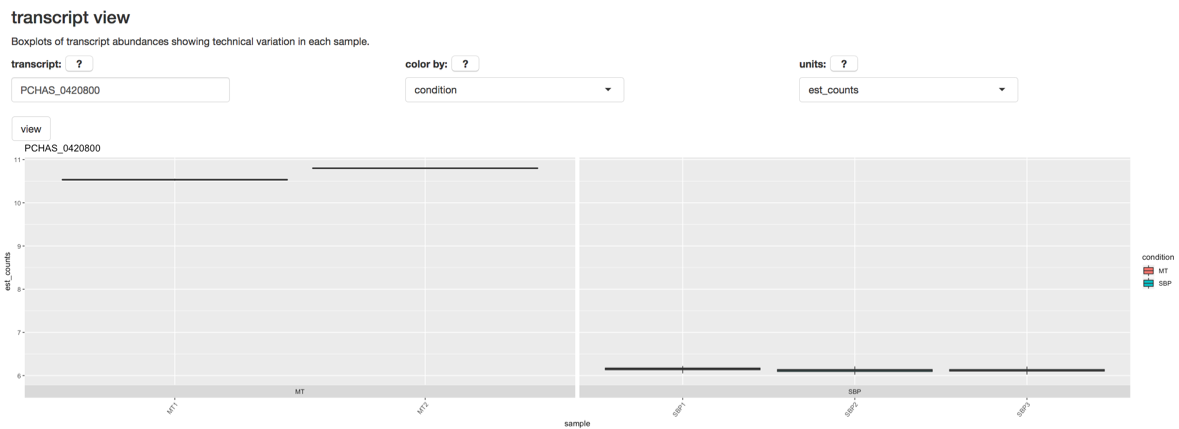 transcript view
Boxplots of transcript abundances showing technical variation in each sample.
transcript: ? color by: ? units: ?
PCHAS_0420800 condition est_counts
view
PCHAS_0420800
11
10
9
8
7
6
est_counts
MT SBP
MT1 MT2 SBP1 SBP2 SBP3
sample
condition
MT
SBP